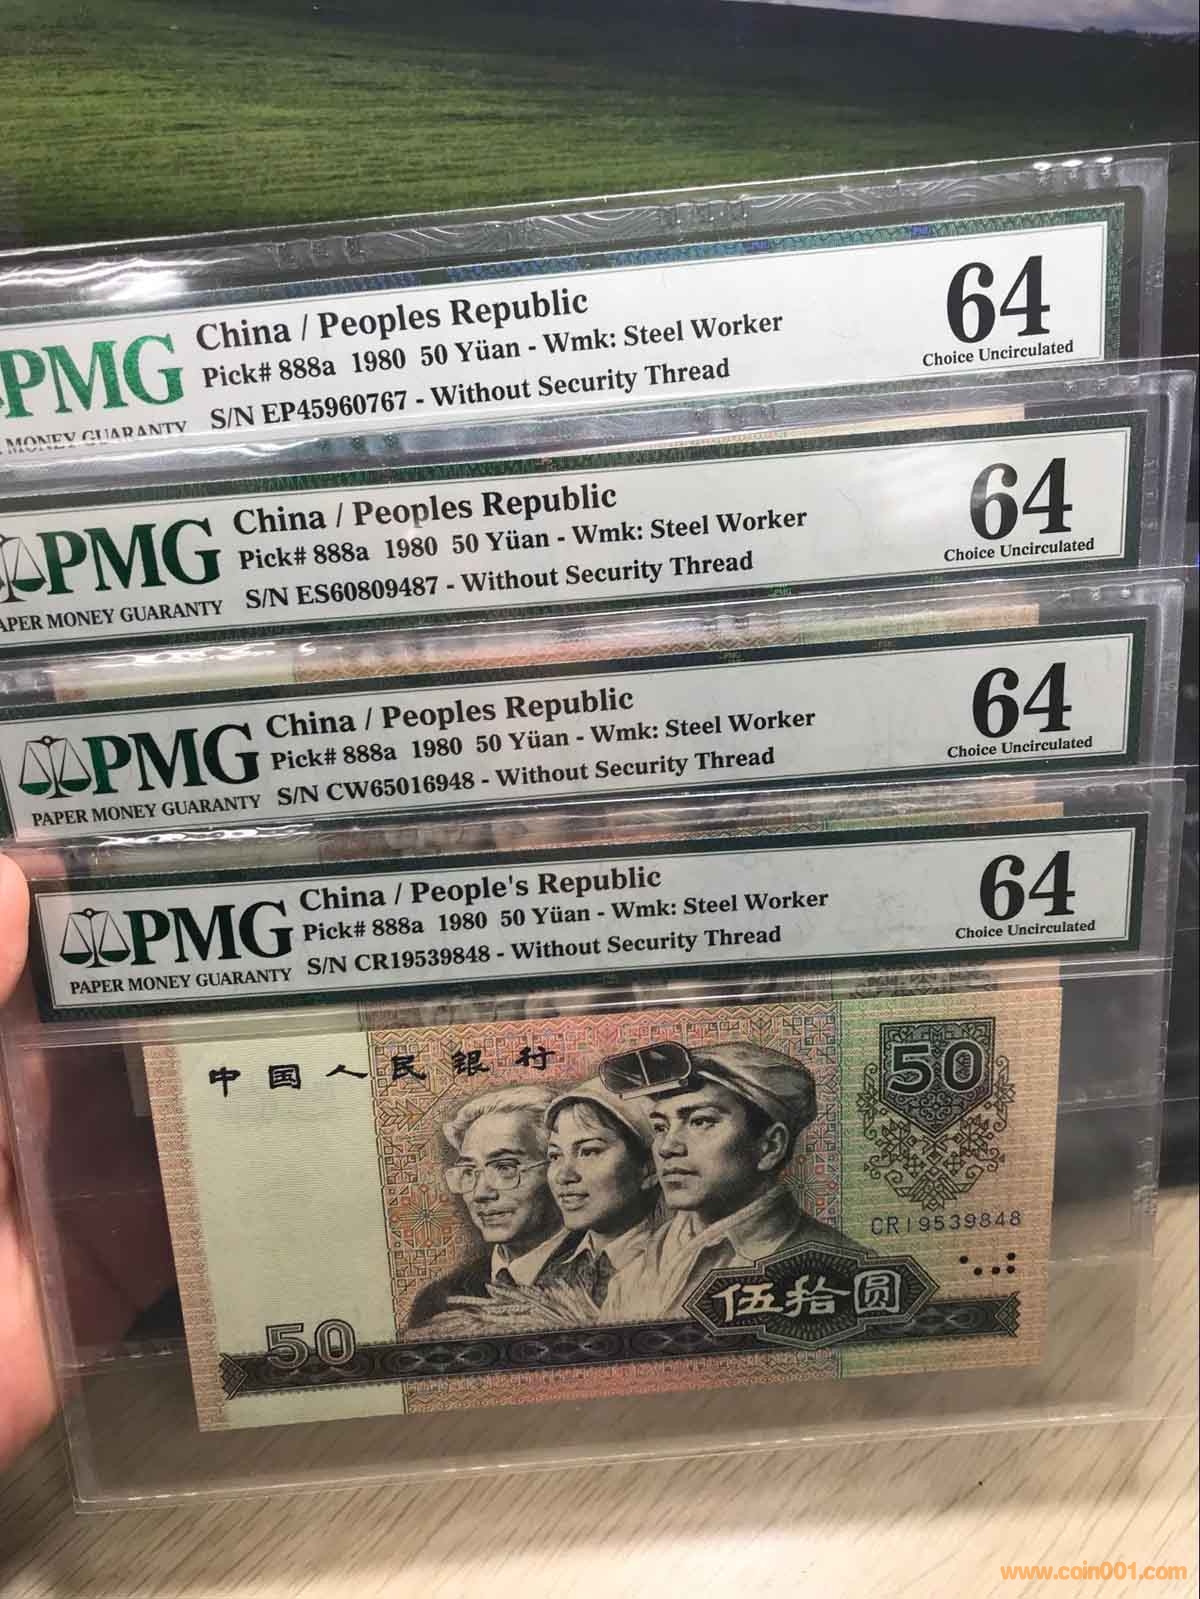 PMG
MONEY GUARANTY
China / Peoples Republic
Pick# 888a 1980 50 Yüan - Wmk: Steel Worker
S/N EP45960767 - Without Security Thread
64
Choice Uncirculated
PMG
PAPER MONEY GUARANTY
China / Peoples Republic
Pick# 888a 1980 50 Yüan - Wmk: Steel Worker
S/N ES60809487 - Without Security Thread
64
Choice Uncirculated
PMG
PAPER MONEY GUARANTY
China / Peoples Republic
Pick# 888a 1980 50 Yüan - Wmk: Steel Worker
S/N CW65016948 - Without Security Thread
64
Choice Uncirculated
PMG
PAPER MONEY GUARANTY
China / People's Republic
Pick# 888a 1980 50 Yüan - Wmk: Steel Worker
S/N CR19539848 - Without Security Thread
64
Choice Uncirculated
中国人民银行
50
CR19539848
伍拾圆
50
www.coin001.com